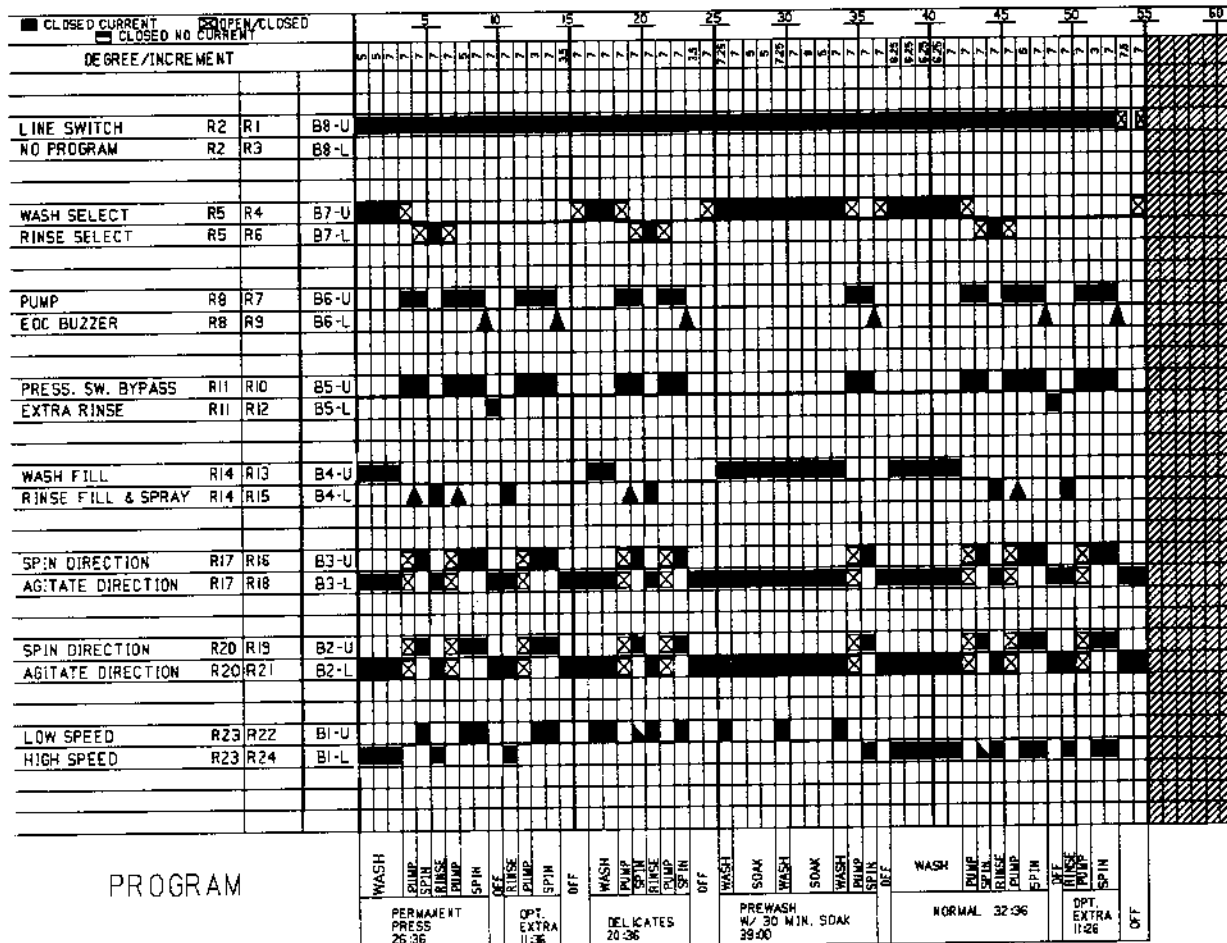 5 10 15 20 25 30 35 40 45 50 55 60
CLOSED CURRENT OPEN/CLOSED
CLOSED NO CURRENT
DEGREE/INCREMENT
LINE SWITCH R2 R1 B8-U
NO PROGRAM R2 R3 B8-L
WASH SELECT R5 R4 B7-U
RINSE SELECT R5 R6 B7-L
PUMP R8 R7 B6-U
EOC BUZZER R8 R9 B6-L
PRESS. SW. BYPASS R11 R10 B5-U
EXTRA RINSE R11 R12 B5-L
WASH FILL R14 R13 B4-U
RINSE FILL & SPRAY R14 R15 B4-L
SPIN DIRECTION R17 R16 B3-U
AGITATE DIRECTION R17 R18 B3-L
SPIN DIRECTION R20 R19 B2-U
AGITATE DIRECTION R20 R21 B2-L
LOW SPEED R23 R22 B1-U
HIGH SPEED R23 R24 B1-L
PROGRAM
WASH PUMP SPIN RINSE PUMP SPIN OFF RINSE PUMP SPIN OFF WASH PUMP SPIN RINSE PUMP SPIN OFF WASH SOAK WASH SOAK WASH PUMP SPIN OFF WASH PUMP SPIN RINSE PUMP SPIN OFF RINSE PUMP SPIN OFF
PERMANENT
PRESS
26:36
OPT.
EXTRA
11:36
DELICATES
20:36
PREWASH
W/ 30 MIN. SOAK
39:00
NORMAL 32:36
OPT.
EXTRA
11:26